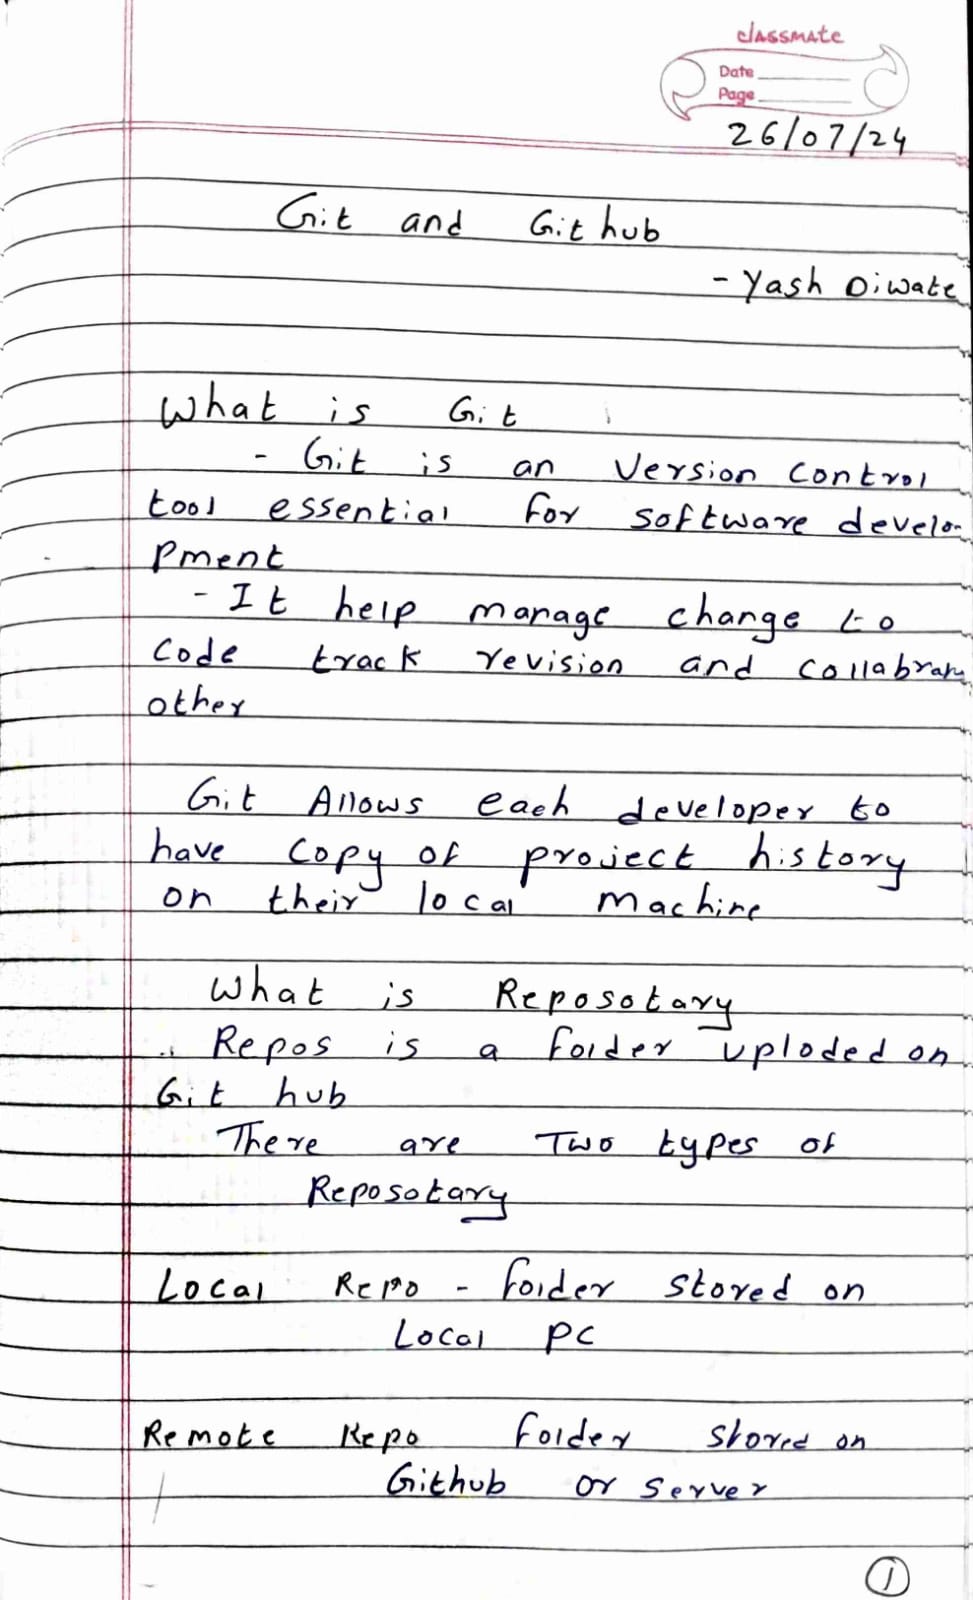 classmate
Date
Page
26/07/24
Git and Github
- Yash Diwate
What is Git
- Git is an Version control
tool essential for software develo-
pment
- It help manage change to
code track revision and
other
Git Allows each developer to
have copy of project history
on their local machine
What is Reposotary
Repos is a folder uploded on
Git hub
There are Two types of
Reposotary
Local Repo - folder stored on
Local PC
Remote Repo folder stored on
Github or server
1